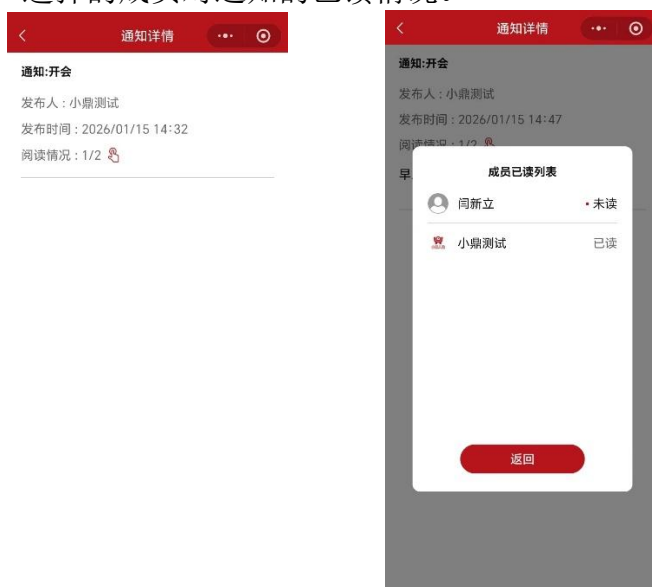 选择的成员对通知的已读情况。
通知详情
通知:开会
发布人：小鼎测试
发布时间：2026/01/15 14:32
阅读情况：1/2
通知详情
通知:开会
发布人：小鼎测试
发布时间：2026/01/15 14:47
阅读情况：1/2
早
成员已读列表
闫新立
未读
小鼎测试
已读
返回